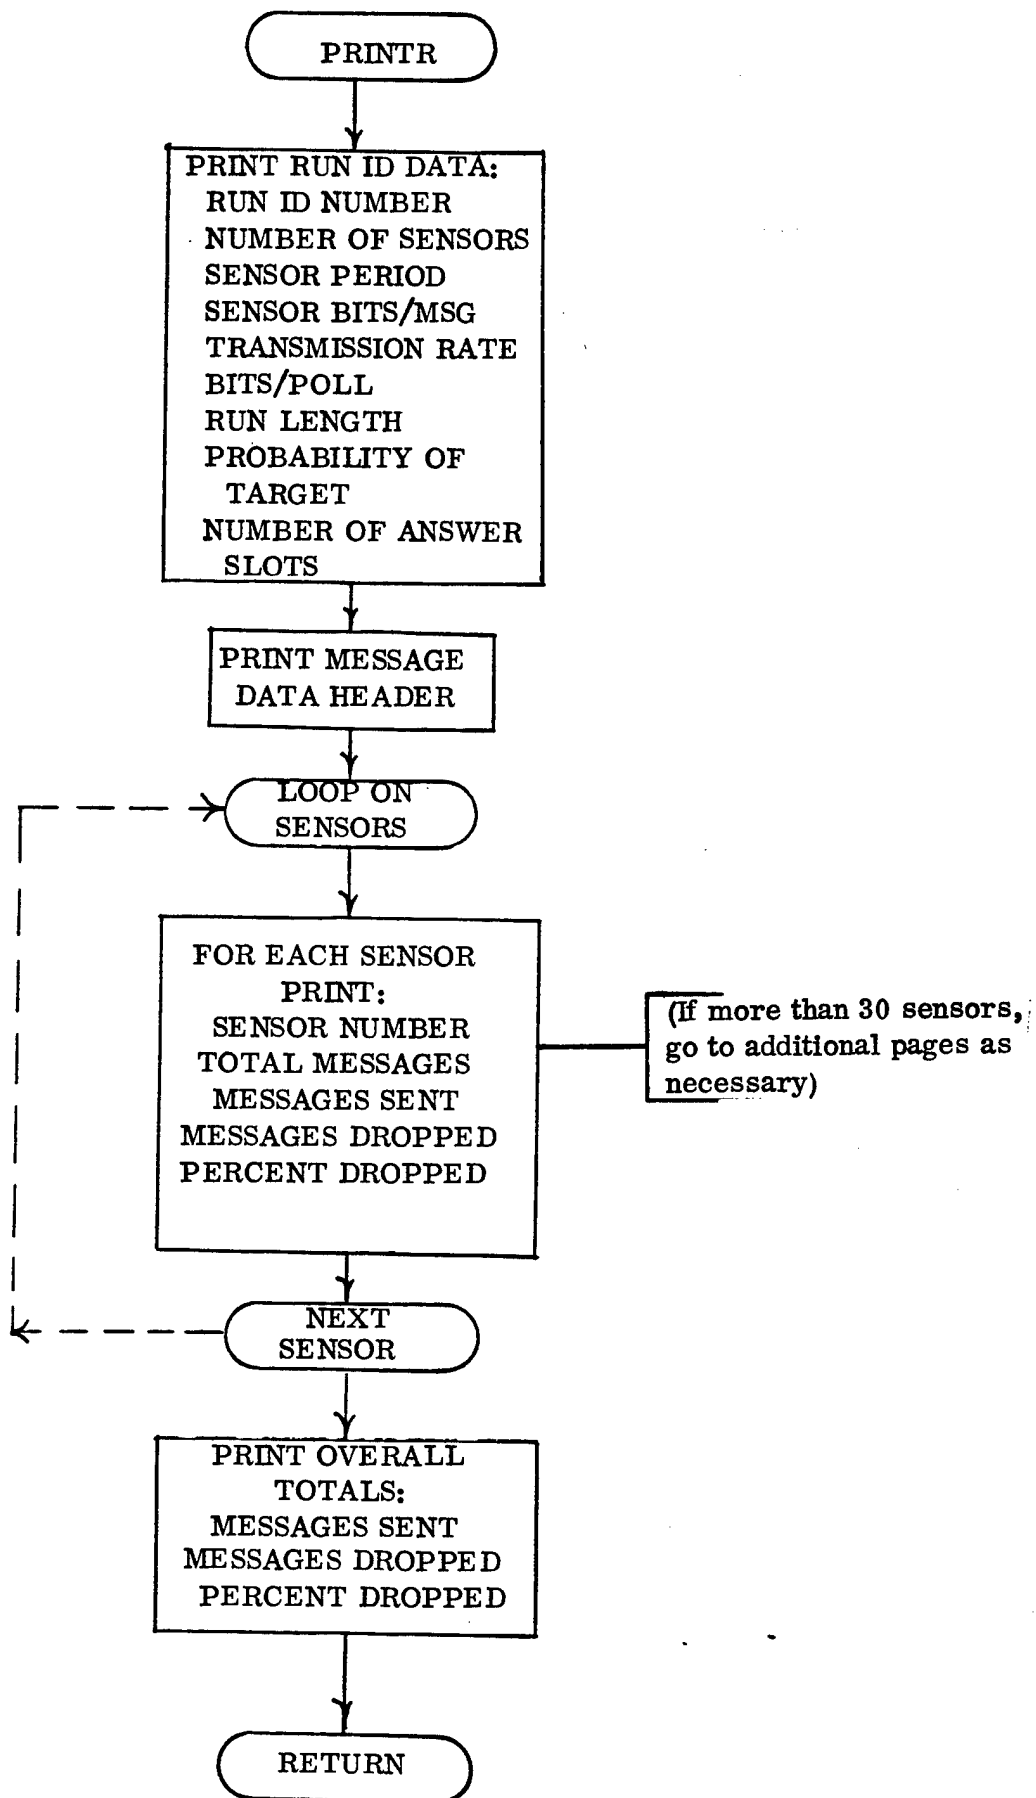 PRINTR
PRINT RUN ID DATA:
RUN ID NUMBER
NUMBER OF SENSORS
SENSOR PERIOD
SENSOR BITS/MSG
TRANSMISSION RATE
BITS/POLL
RUN LENGTH
PROBABILITY OF
TARGET
NUMBER OF ANSWER
SLOTS
PRINT MESSAGE
DATA HEADER
LOOP ON
SENSORS
FOR EACH SENSOR
PRINT:
SENSOR NUMBER
TOTAL MESSAGES
MESSAGES SENT
MESSAGES DROPPED
PERCENT DROPPED
(If more than 30 sensors,
go to additional pages as
necessary)
NEXT
SENSOR
PRINT OVERALL
TOTALS:
MESSAGES SENT
MESSAGES DROPPED
PERCENT DROPPED
RETURN